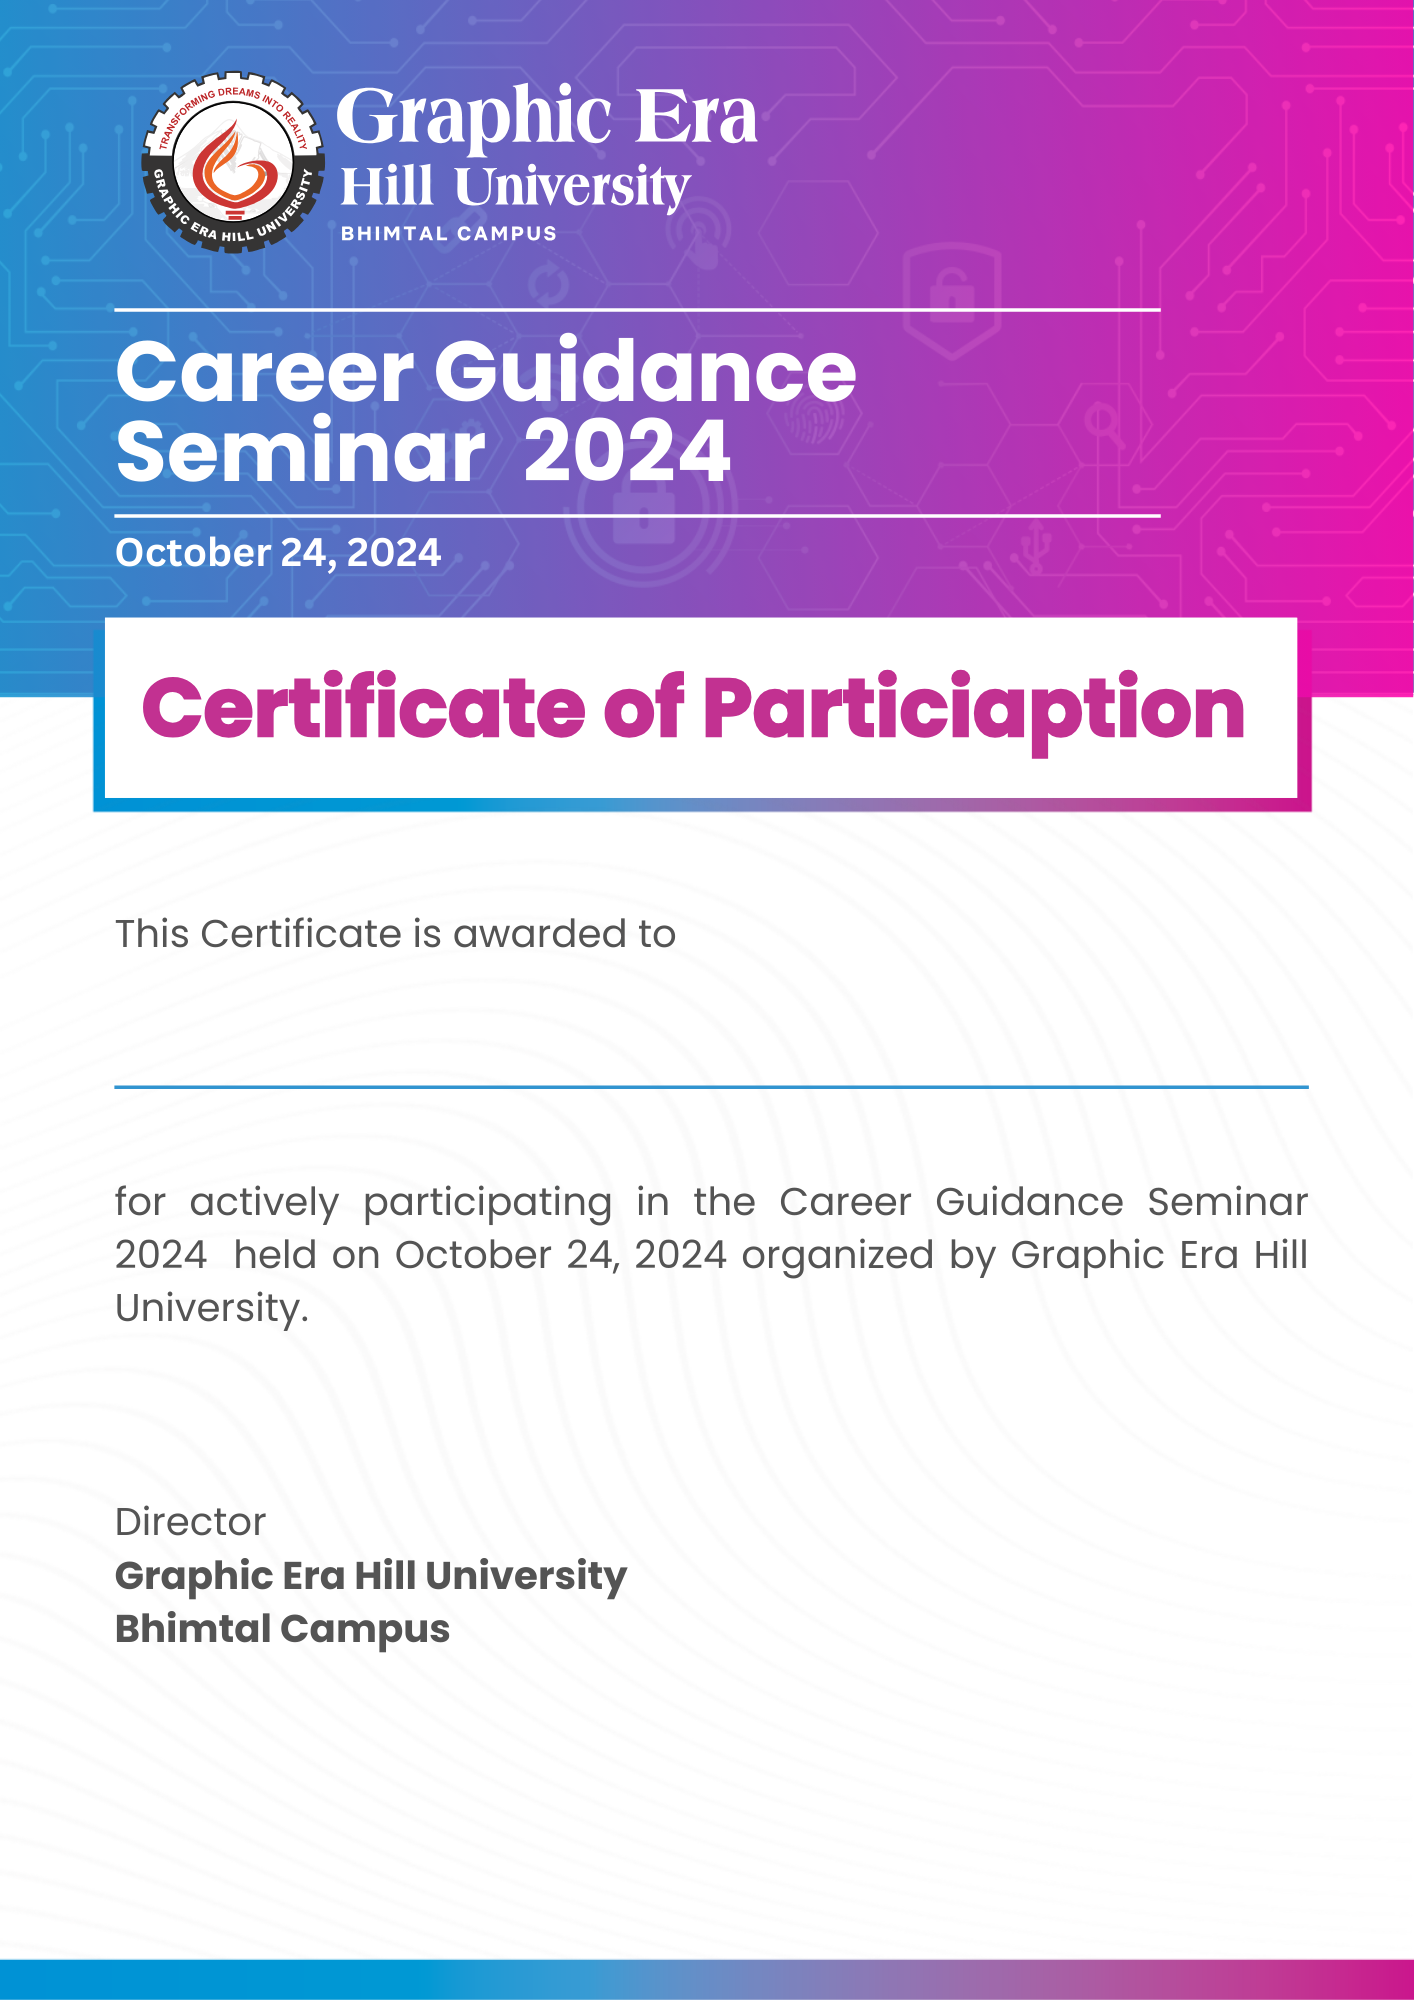 TRANSFORMING DREAMS INTO REALITY
GRAPHIC ERA HILL UNIVERSITY
Graphic Era
Hill University
BHIMTAL CAMPUS
Career Guidance
Seminar 2024
October 24, 2024
Certificate of Particiaption
This Certificate is awarded to
for actively participating in the Career Guidance Seminar
2024 held on October 24, 2024 organized by Graphic Era Hill
University.
Director
Graphic Era Hill University
Bhimtal Campus